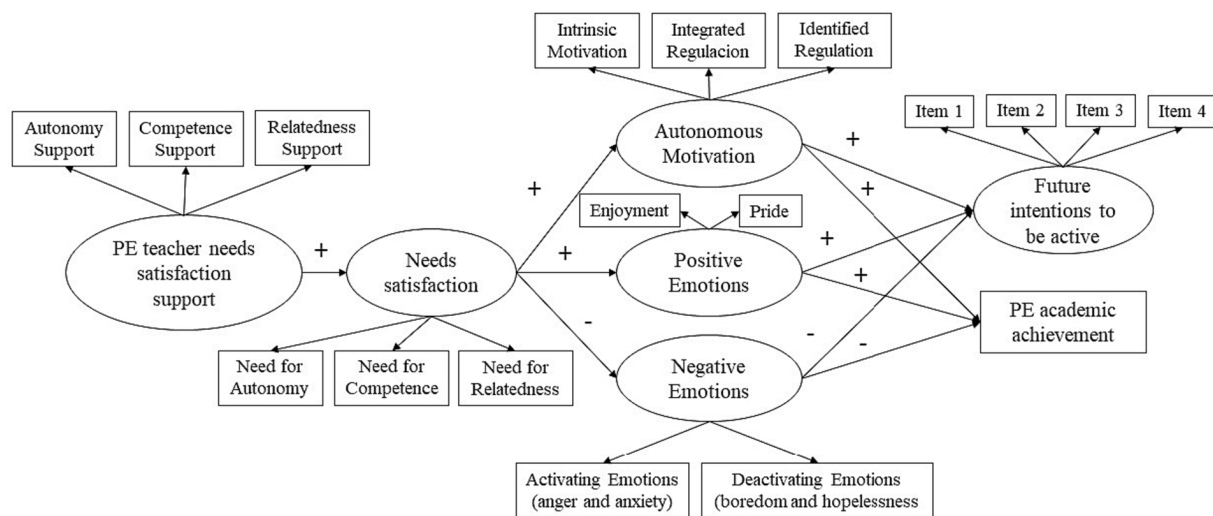 Intrinsic
Motivation
Integrated
Regulacion
Identified
Regulation
Autonomy
Support
Competence
Support
Relatedness
Support
Item 1
Item 2
Item 3
Item 4
Autonomous
Motivation
+
+
+
Future
intentions to
be active
Enjoyment
Pride
PE teacher needs
satisfaction
support
+
Needs
satisfaction
+
Positive
Emotions
+
+
PE academic
achievement
-
-
-
Need for
Autonomy
Need for
Competence
Need for
Relatedness
Negative
Emotions
Activating Emotions
(anger and anxiety)
Deactivating Emotions
(boredom and hopelessness